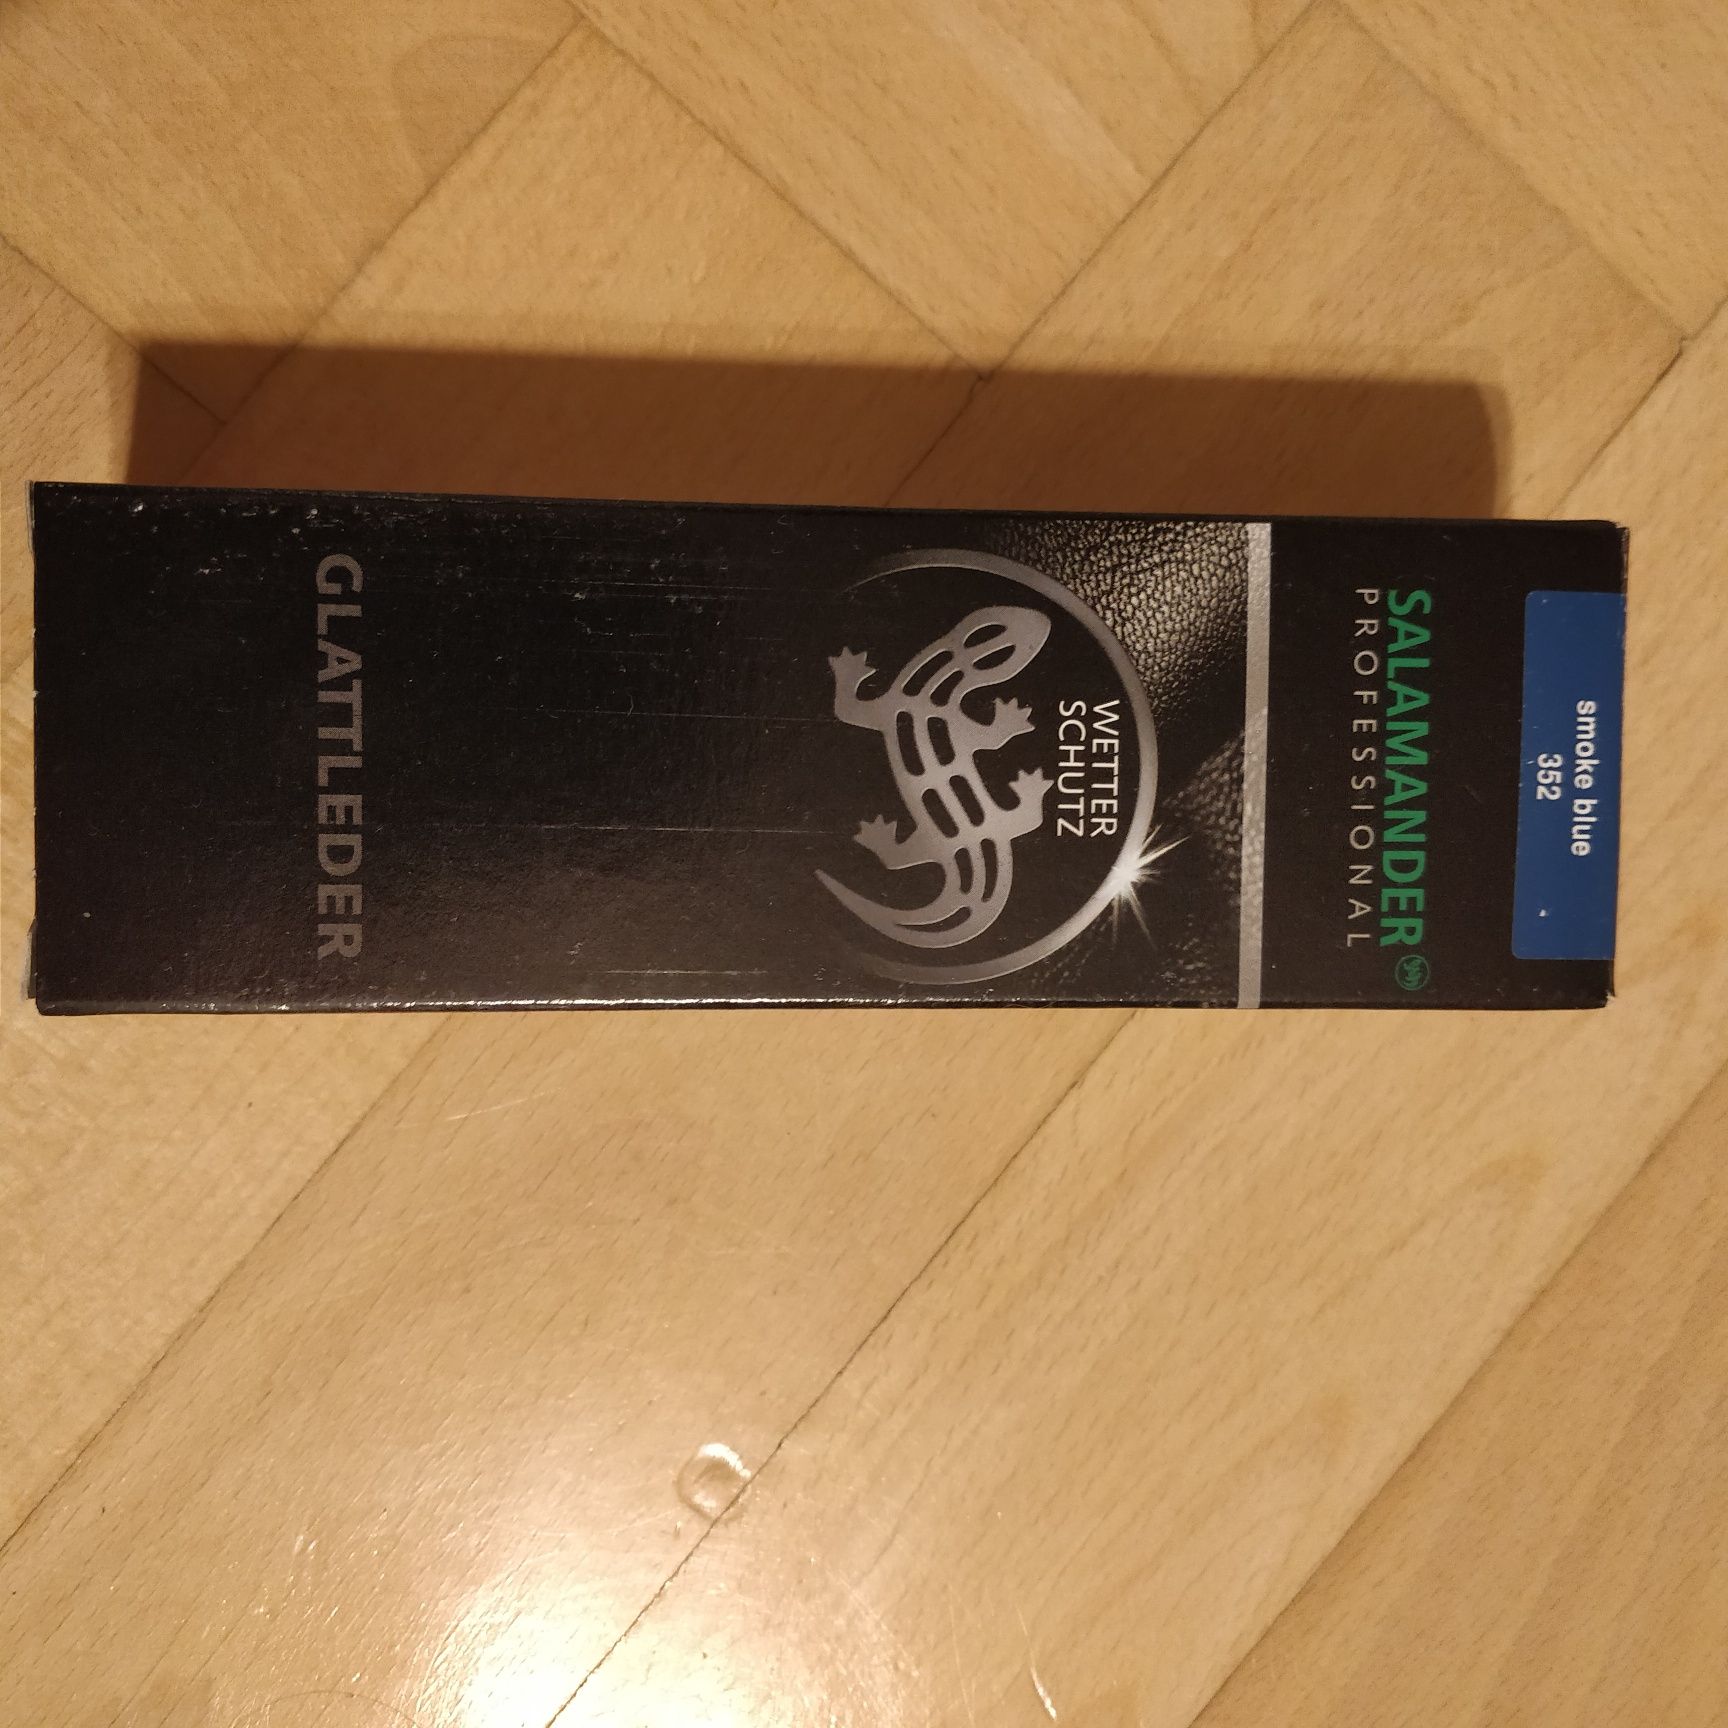 smoke blue
352
SALAMANDER
PROFESSIONAL
WETTER
SCHUTZ
GLATTLEDER